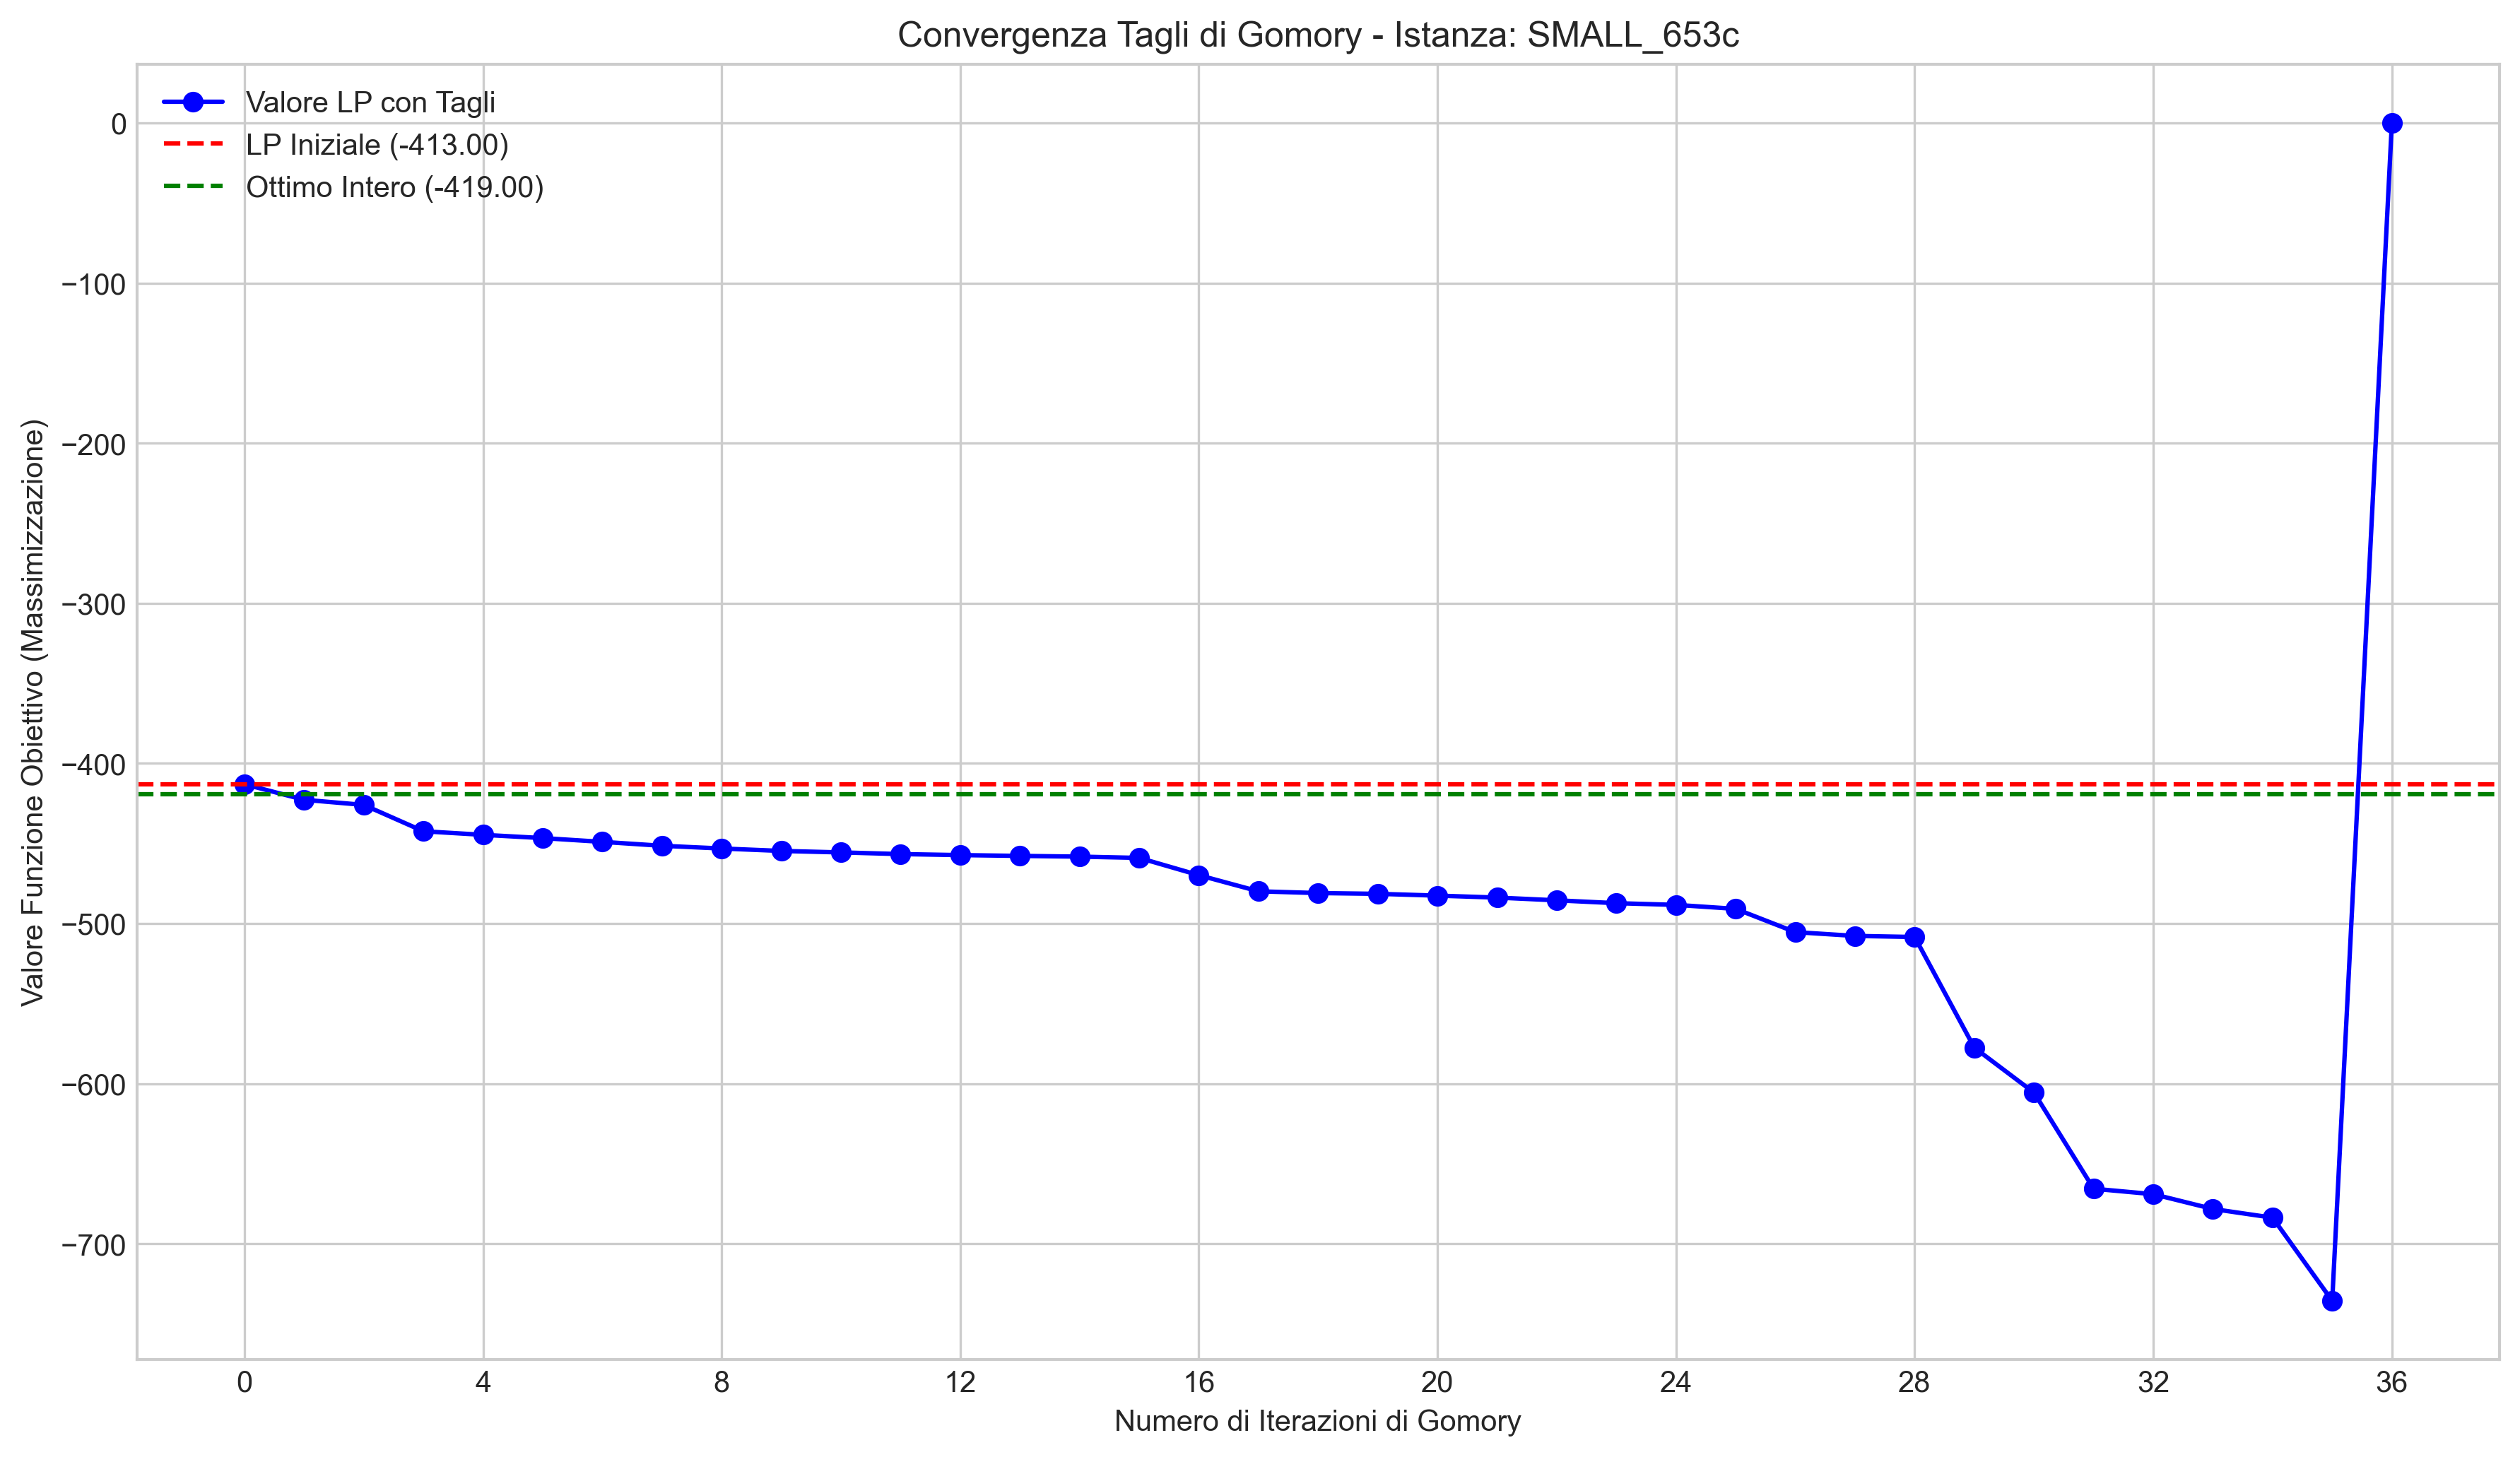 Convergenza Tagli di Gomory - Istanza: SMALL_653c
Valore LP con Tagli
LP Iniziale (-413.00)
Ottimo Intero (-419.00)
Valore Funzione Obiettivo (Massimizzazione)
0
−100
−200
−300
−400
−500
−600
−700
0 4 8 12 16 20 24 28 32 36
Numero di Iterazioni di Gomory